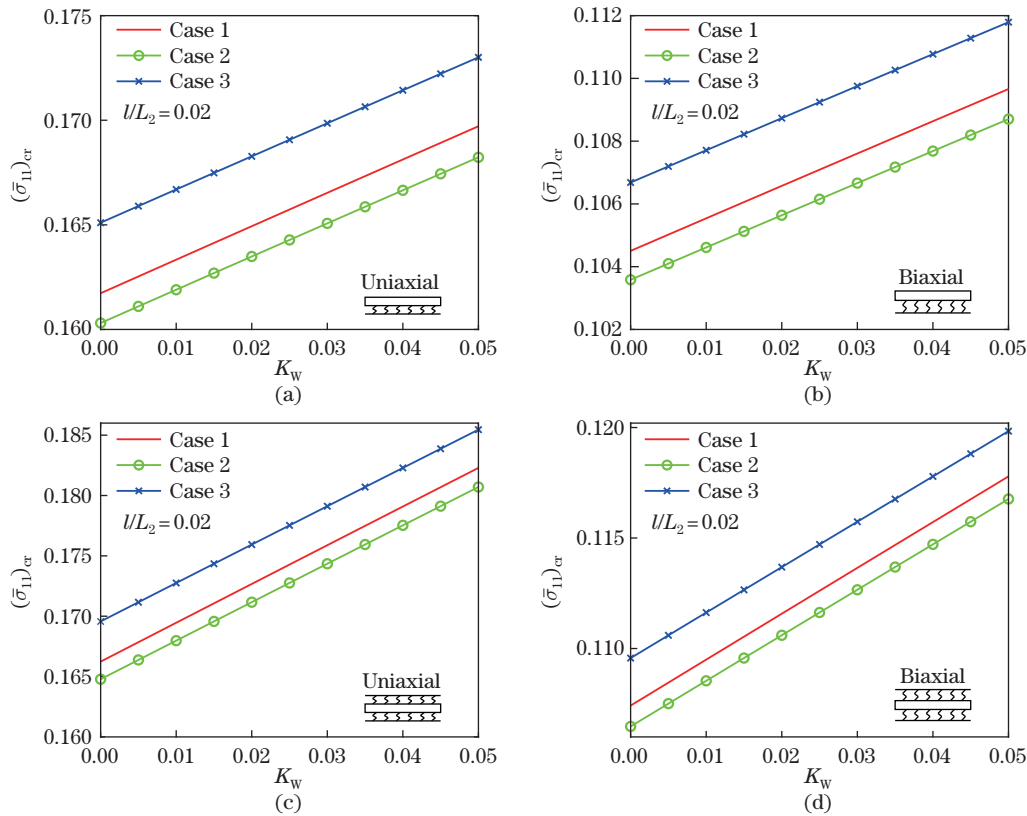 0.175
Case 1
Case 2
Case 3
l/L₂ = 0.02
0.170
0.165
0.160
(σ̄₁₁)cr
Uniaxial
0.00 0.01 0.02 0.03 0.04 0.05
K_W
(a)
0.112
Case 1
Case 2
Case 3
l/L₂ = 0.02
0.110
0.108
0.106
0.104
0.102
(σ̄₁₁)cr
Biaxial
0.00 0.01 0.02 0.03 0.04 0.05
K_W
(b)
0.185
Case 1
Case 2
Case 3
l/L₂ = 0.02
0.180
0.175
0.170
0.165
0.160
(σ̄₁₁)cr
Uniaxial
0.00 0.01 0.02 0.03 0.04 0.05
K_W
(c)
0.120
Case 1
Case 2
Case 3
l/L₂ = 0.02
0.115
0.110
(σ̄₁₁)cr
Biaxial
0.00 0.01 0.02 0.03 0.04 0.05
K_W
(d)